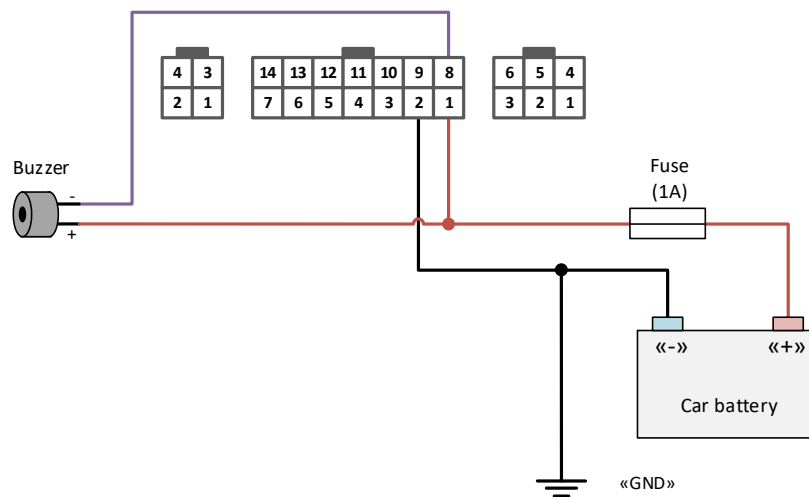 4 3
2 1
14 13 12 11 10 9 8
7 6 5 4 3 2 1
6 5 4
3 2 1
Buzzer
-
+
Fuse
(1A)
«-» «+»
Car battery
«GND»